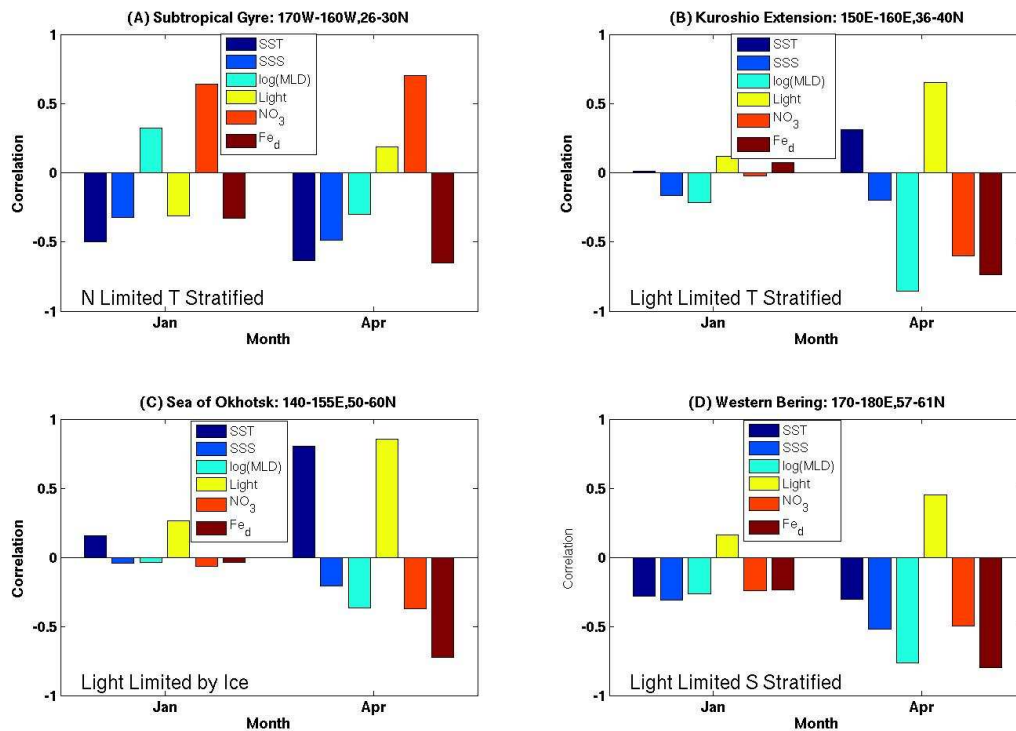 (A) Subtropical Gyre: 170W-160W,26-30N
1
0.5
0
-0.5
-1
Correlation
SST
SSS
log(MLD)
Light
NO3
Fed
N Limited T Stratified
Jan
Apr
Month
(B) Kuroshio Extension: 150E-160E,36-40N
1
0.5
0
-0.5
-1
Correlation
SST
SSS
log(MLD)
Light
NO3
Fed
Light Limited T Stratified
Jan
Apr
Month
(C) Sea of Okhotsk: 140-155E,50-60N
1
0.5
0
-0.5
-1
Correlation
SST
SSS
log(MLD)
Light
NO3
Fed
Light Limited by Ice
Jan
Apr
Month
(D) Western Bering: 170-180E,57-61N
1
0.5
0
-0.5
-1
Correlation
SST
SSS
log(MLD)
Light
NO3
Fed
Light Limited S Stratified
Jan
Apr
Month